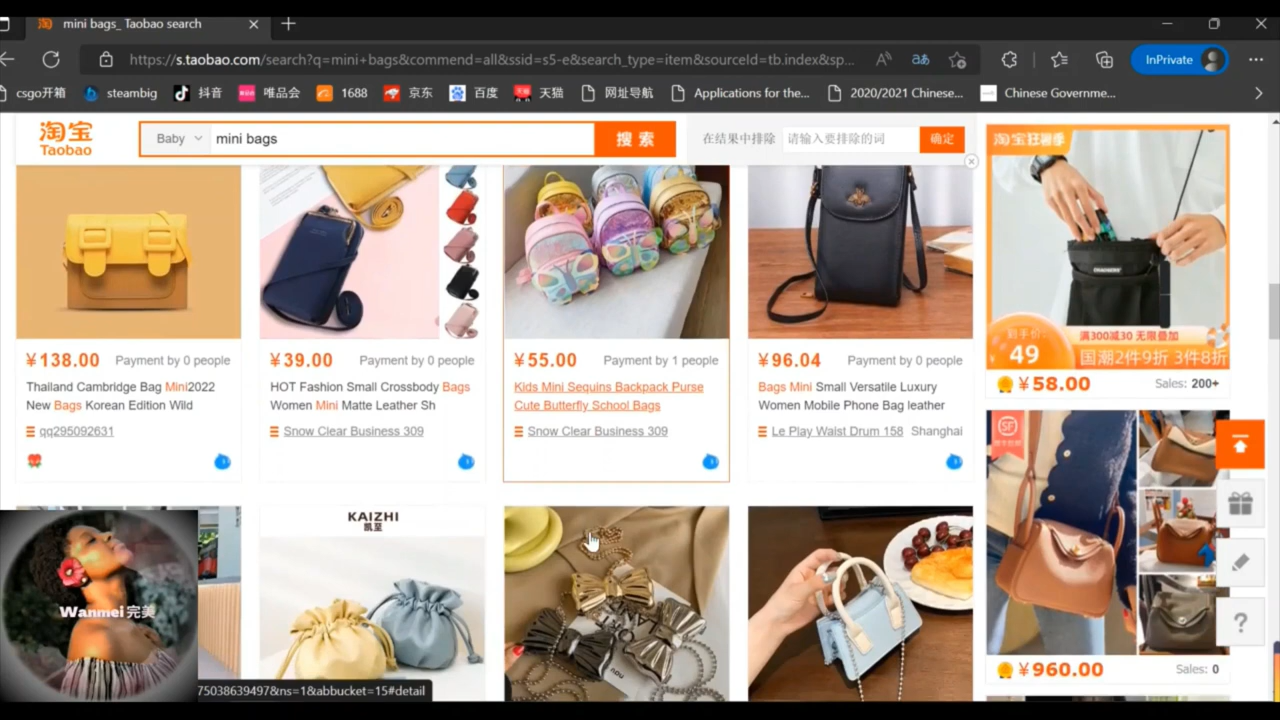 mini bags_ Taobao search
https://s.taobao.com/search?q=mini+bags&commend=all&ssid=s5-e&search_type=item&sourceId=tb.index&sp...
InPrivate
csgo开箱 steambig 抖音 唯品会 1688 京东 百度 天猫 网址导航 Applications for the... 2020/2021 Chinese... Chinese Governme...
淘宝
Taobao
Baby mini bags 搜索 在结果中排除 请输入要排除的词 确定
¥138.00 Payment by 0 people
Thailand Cambridge Bag Mini2022
New Bags Korean Edition Wild
qq295092631
¥39.00 Payment by 0 people
HOT Fashion Small Crossbody Bags
Women Mini Matte Leather Sh
Snow Clear Business 309
¥55.00 Payment by 1 people
Kids Mini Sequins Backpack Purse
Cute Butterfly School Bags
Snow Clear Business 309
¥96.04 Payment by 0 people
Bags Mini Small Versatile Luxury
Women Mobile Phone Bag leather
Le Play Waist Drum 158 Shanghai
淘宝狂暑季
到手价
49
满300减30 无限叠加
国潮2件9折 3件8折
¥58.00 Sales: 200+
SF
¥960.00 Sales: 0
KAIZHI
凯至
Wanmei 完美
75038639497&ns=1&abbucket=15#detail